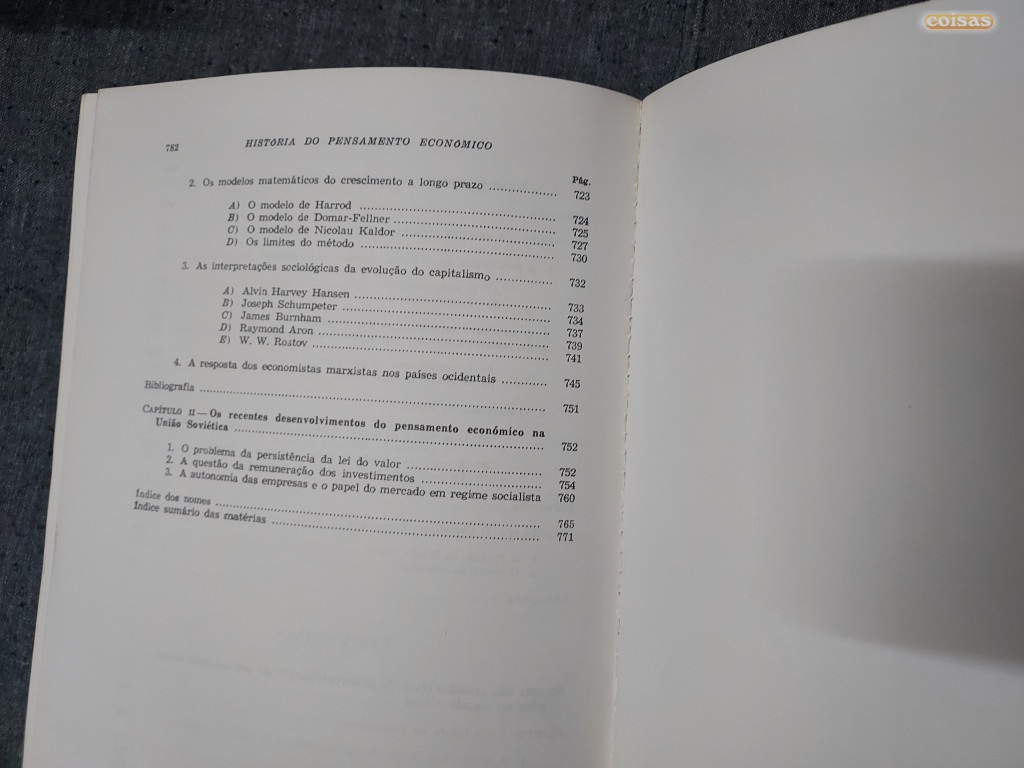 coisas
782 HISTÓRIA DO PENSAMENTO ECONÓMICO
Pág.
2. Os modelos matemáticos do crescimento a longo prazo .................. 723
A) O modelo de Harrod .................. 724
B) O modelo de Domar-Fellner .................. 725
C) O modelo de Nicolau Kaldor .................. 727
D) Os limites do método .................. 730
3. As interpretações sociológicas da evolução do capitalismo ............... 732
A) Alvin Harvey Hansen .................. 733
B) Joseph Schumpeter .................. 734
C) James Burnham .................. 737
D) Raymond Aron .................. 739
E) W. W. Rostov .................. 741
4. A resposta dos economistas marxistas nos países ocidentais ............ 745
Bibliografia .................. 751
CAPÍTULO II — Os recentes desenvolvimentos do pensamento económico na
União Soviética .................. 752
1. O problema da persistência da lei do valor .................. 752
2. A questão da remuneração dos investimentos .................. 754
3. A autonomia das empresas e o papel do mercado em regime socialista 760
Índice dos nomes .................. 765
Índice sumário das matérias .................. 771